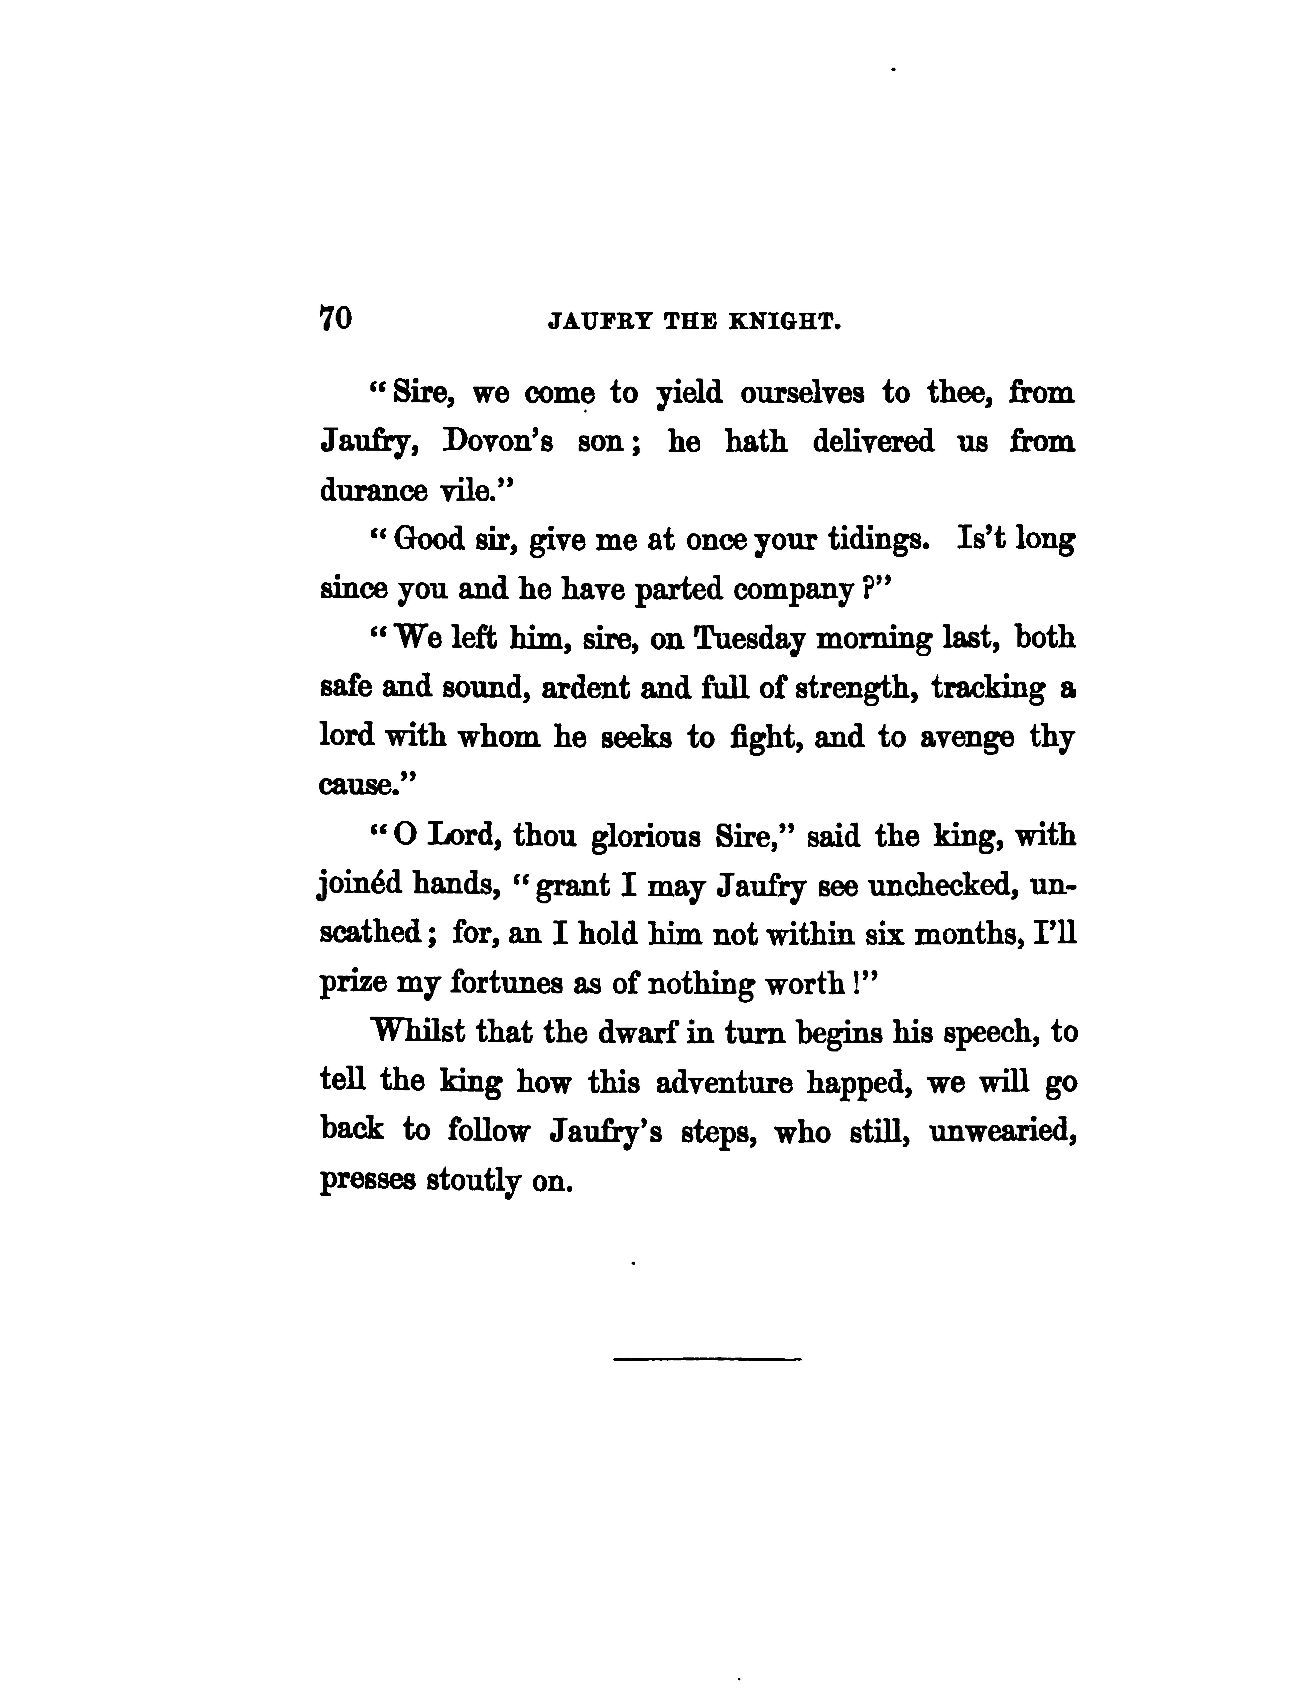 70 JAUFRY THE KNIGHT.
"Sire, we come to yield ourselves to thee, from
Jaufry, Dovon's son; he hath delivered us from
durance vile."
"Good sir, give me at once your tidings. Is't long
since you and he have parted company?"
"We left him, sire, on Tuesday morning last, both
safe and sound, ardent and full of strength, tracking a
lord with whom he seeks to fight, and to avenge thy
cause."
"O Lord, thou glorious Sire," said the king, with
joinéd hands, "grant I may Jaufry see unchecked, un-
scathed; for, an I hold him not within six months, I'll
prize my fortunes as of nothing worth!"
Whilst that the dwarf in turn begins his speech, to
tell the king how this adventure happed, we will go
back to follow Jaufry's steps, who still, unwearied,
presses stoutly on.